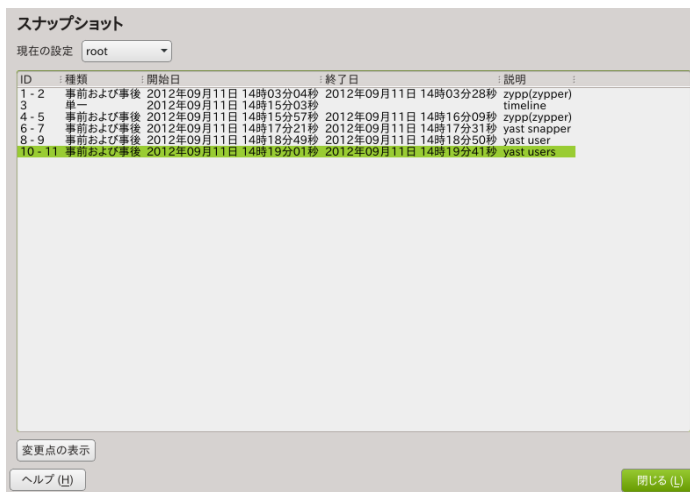 スナップショット
現在の設定 root
ID 種類 開始日 終了日 説明
1 - 2 事前および事後 2012年09月11日 14時03分04秒 2012年09月11日 14時03分28秒 zypp(zypper)
3 単一 2012年09月11日 14時15分03秒 timeline
4 - 5 事前および事後 2012年09月11日 14時15分57秒 2012年09月11日 14時16分09秒 zypp(zypper)
6 - 7 事前および事後 2012年09月11日 14時17分21秒 2012年09月11日 14時17分31秒 yast snapper
8 - 9 事前および事後 2012年09月11日 14時18分49秒 2012年09月11日 14時18分50秒 yast user
10 - 11 事前および事後 2012年09月11日 14時19分01秒 2012年09月11日 14時19分41秒 yast users
変更点の表示
ヘルプ (H) 閉じる (L)